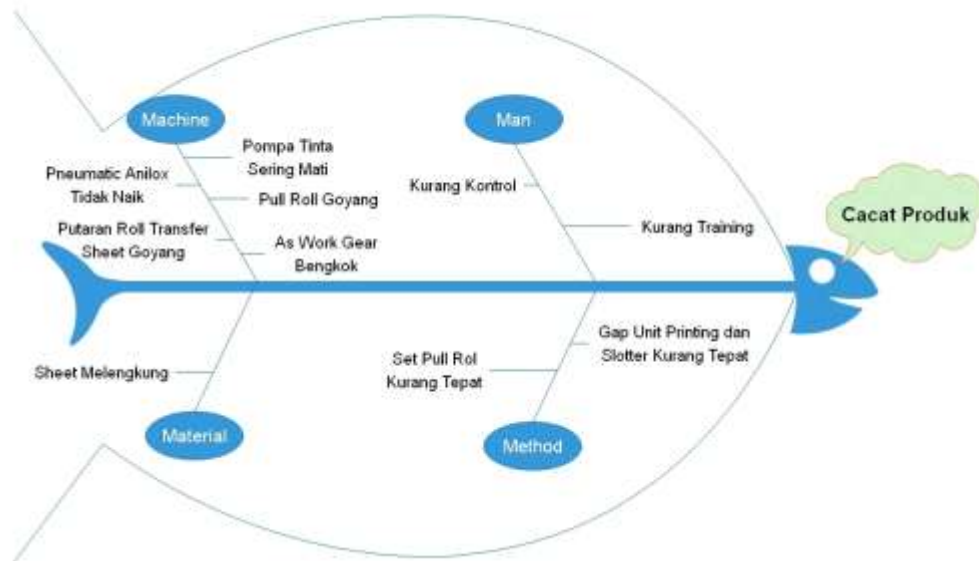 Machine
Pompa Tinta
Sering Mati
Pneumatic Anilox
Tidak Naik
Pull Roll Goyang
Putaran Roll Transfer
Sheet Goyang
As Work Gear
Bengkok
Man
Kurang Kontrol
Kurang Training
Cacat Produk
Sheet Melengkung
Material
Set Pull Rol
Kurang Tepat
Gap Unit Printing dan
Slotter Kurang Tepat
Method